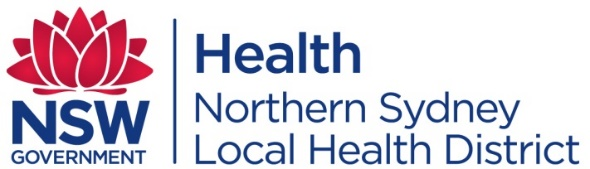 NSW
GOVERNMENT
Health
Northern Sydney
Local Health District